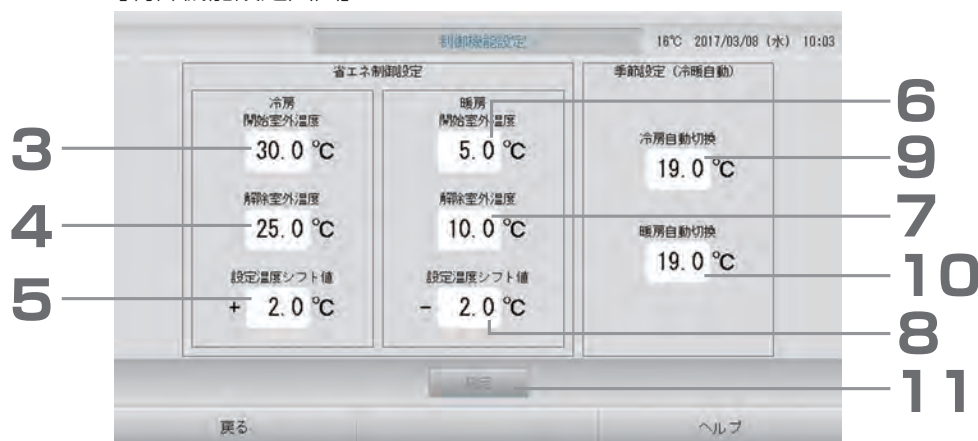 制御機能設定 16℃ 2017/03/08 (水) 10:03
省エネ制御設定 季節設定 (冷暖自動)
冷房 暖房
開始室外温度 開始室外温度
6
3 30.0 ℃ 5.0 ℃
冷房自動切換
9
19.0 ℃
解除室外温度 解除室外温度
4 25.0 ℃ 10.0 ℃ 7
暖房自動切換
19.0 ℃ 10
設定温度シフト値 設定温度シフト値
5 + 2.0 ℃ - 2.0 ℃
8
11
戻る ヘルプ